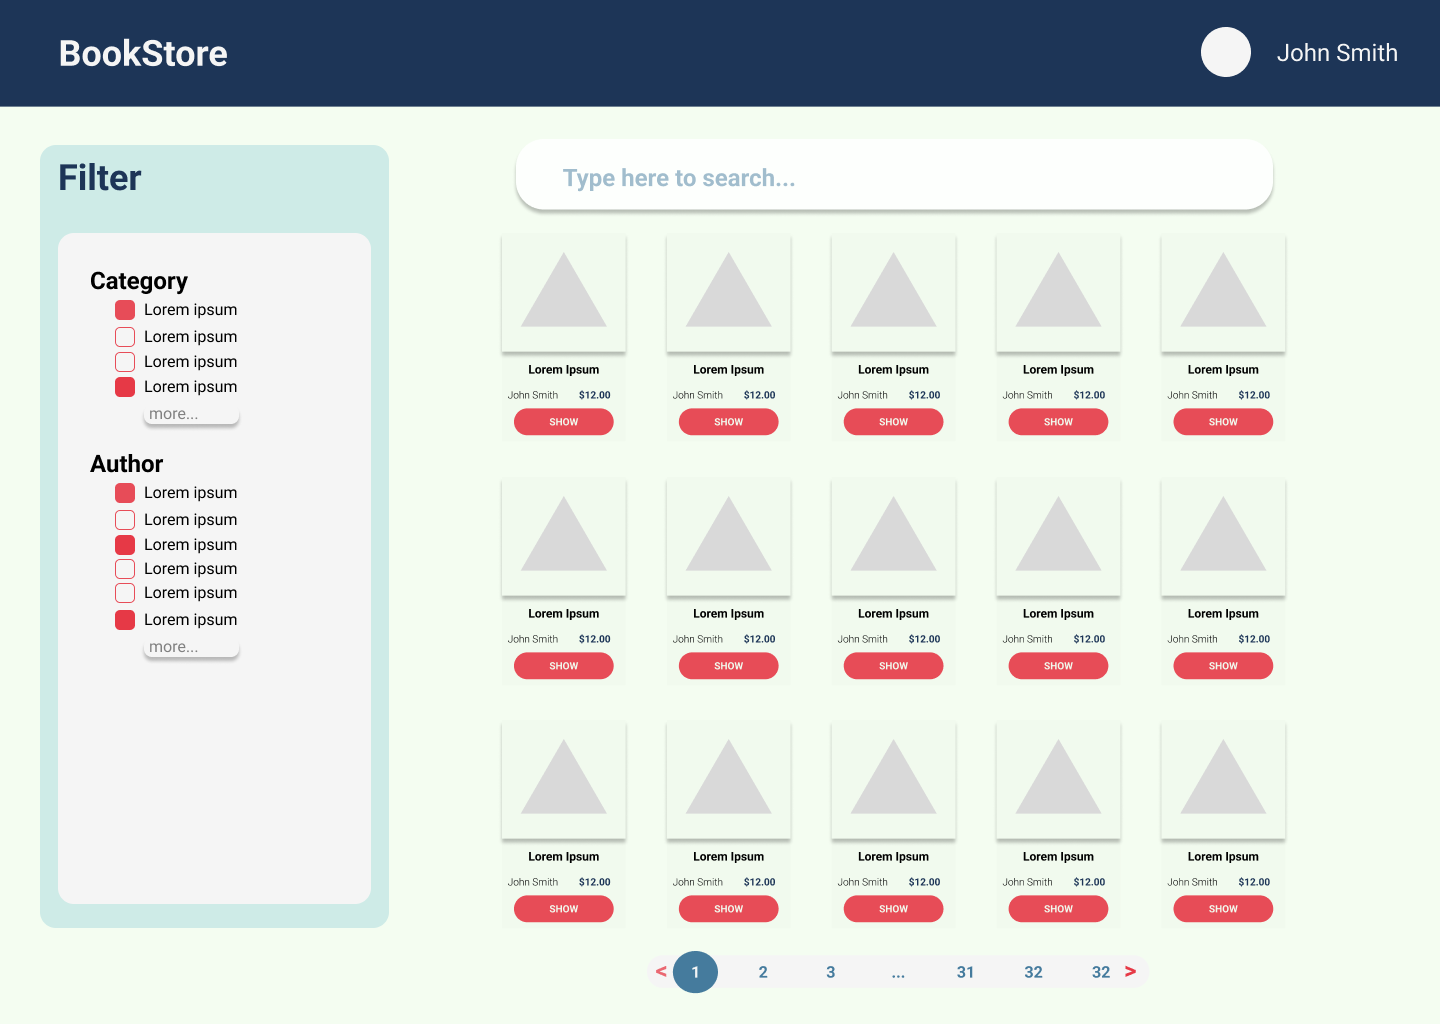 BookStore
John Smith
Filter
Type here to search...
Category
Lorem ipsum
Lorem ipsum
Lorem ipsum
Lorem ipsum
more...
Author
Lorem ipsum
Lorem ipsum
Lorem ipsum
Lorem ipsum
Lorem ipsum
Lorem ipsum
more...
Lorem Ipsum Lorem Ipsum Lorem Ipsum Lorem Ipsum Lorem Ipsum
John Smith $12.00 John Smith $12.00 John Smith $12.00 John Smith $12.00 John Smith $12.00
SHOW SHOW SHOW SHOW SHOW
Lorem Ipsum Lorem Ipsum Lorem Ipsum Lorem Ipsum Lorem Ipsum
John Smith $12.00 John Smith $12.00 John Smith $12.00 John Smith $12.00 John Smith $12.00
SHOW SHOW SHOW SHOW SHOW
Lorem Ipsum Lorem Ipsum Lorem Ipsum Lorem Ipsum Lorem Ipsum
John Smith $12.00 John Smith $12.00 John Smith $12.00 John Smith $12.00 John Smith $12.00
SHOW SHOW SHOW SHOW SHOW
< 1 2 3 ... 31 32 32 >